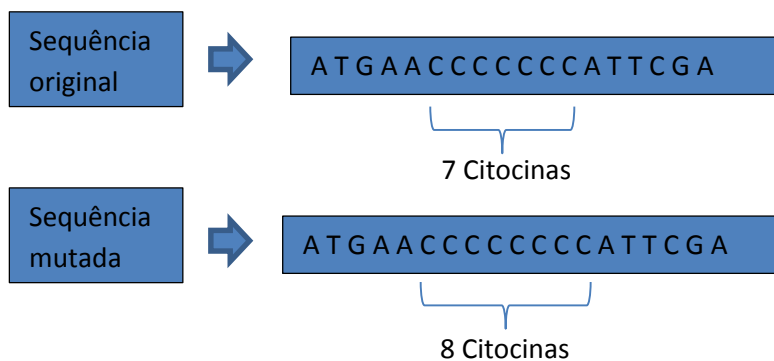 Sequência
original
A T G A A C C C C C C C A T T C G A
7 Citocinas
Sequência
mutada
A T G A A C C C C C C C C A T T C G A
8 Citocinas